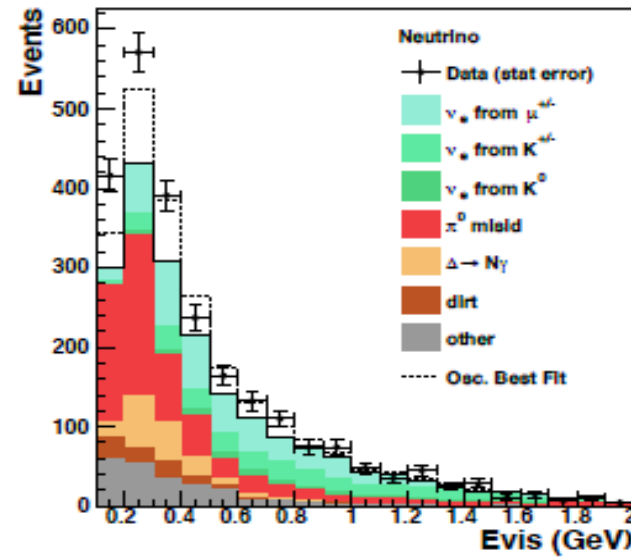 Events
600
500
400
300
200
100
0
Neutrino
Data (stat error)
νe from μ+/-
νe from K+/-
νe from K0
π0 misid
Δ→ Nγ
dirt
other
Osc. Best Fit
0.2 0.4 0.6 0.8 1 1.2 1.4 1.6 1.8 2
Evis (GeV)